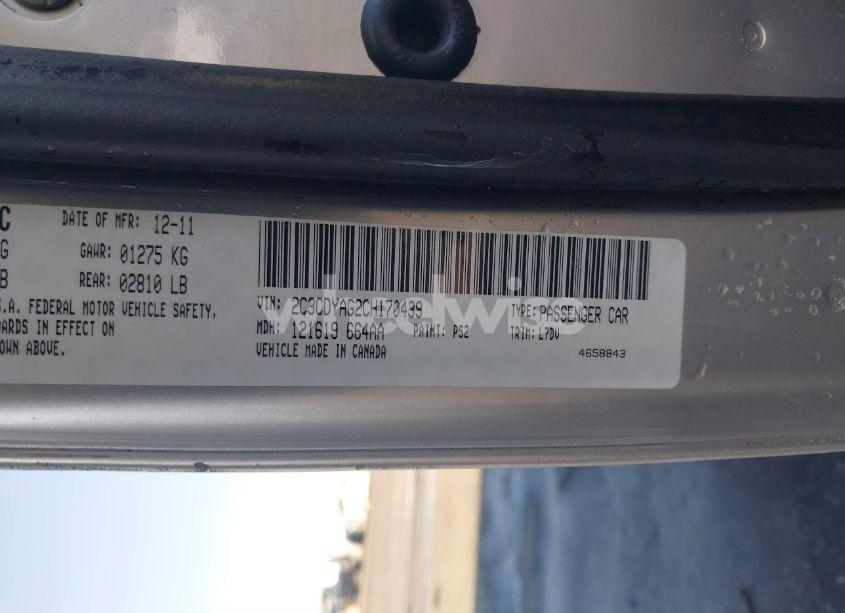 C DATE OF MFR: 12-11
G GAWR: 01275 KG
B REAR: 02810 LB
S.A. FEDERAL MOTOR VEHICLE SAFETY,
ARDS IN EFFECT ON
OWN ABOVE.
VIN: 2C3CDYAG2CH170439 TYPE: PASSENGER CAR
MDH: 121619 664AA PAINT: PS2 TRIM: L7DV
VEHICLE MADE IN CANADA 4658843